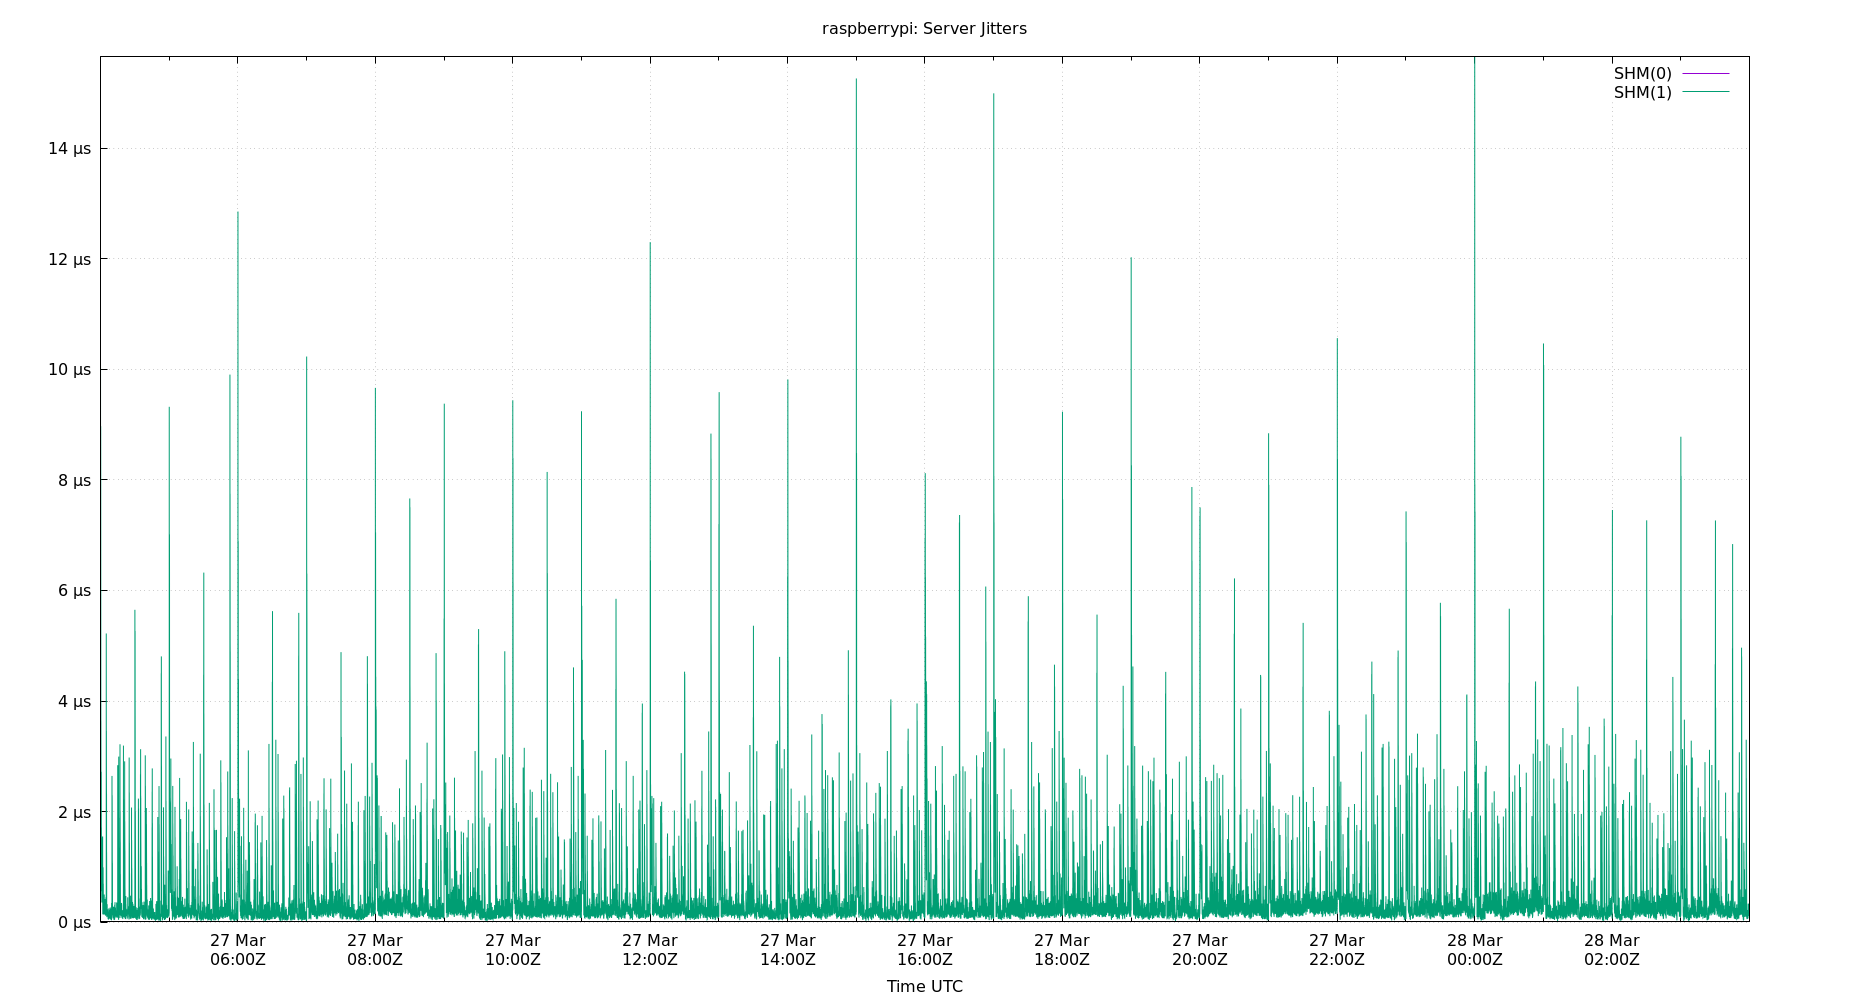 raspberrypi: Server Jitters
SHM(0)
SHM(1)
14 µs
12 µs
10 µs
8 µs
6 µs
4 µs
2 µs
0 µs
27 Mar
06:00Z
27 Mar
08:00Z
27 Mar
10:00Z
27 Mar
12:00Z
27 Mar
14:00Z
27 Mar
16:00Z
27 Mar
18:00Z
27 Mar
20:00Z
27 Mar
22:00Z
28 Mar
00:00Z
28 Mar
02:00Z
Time UTC